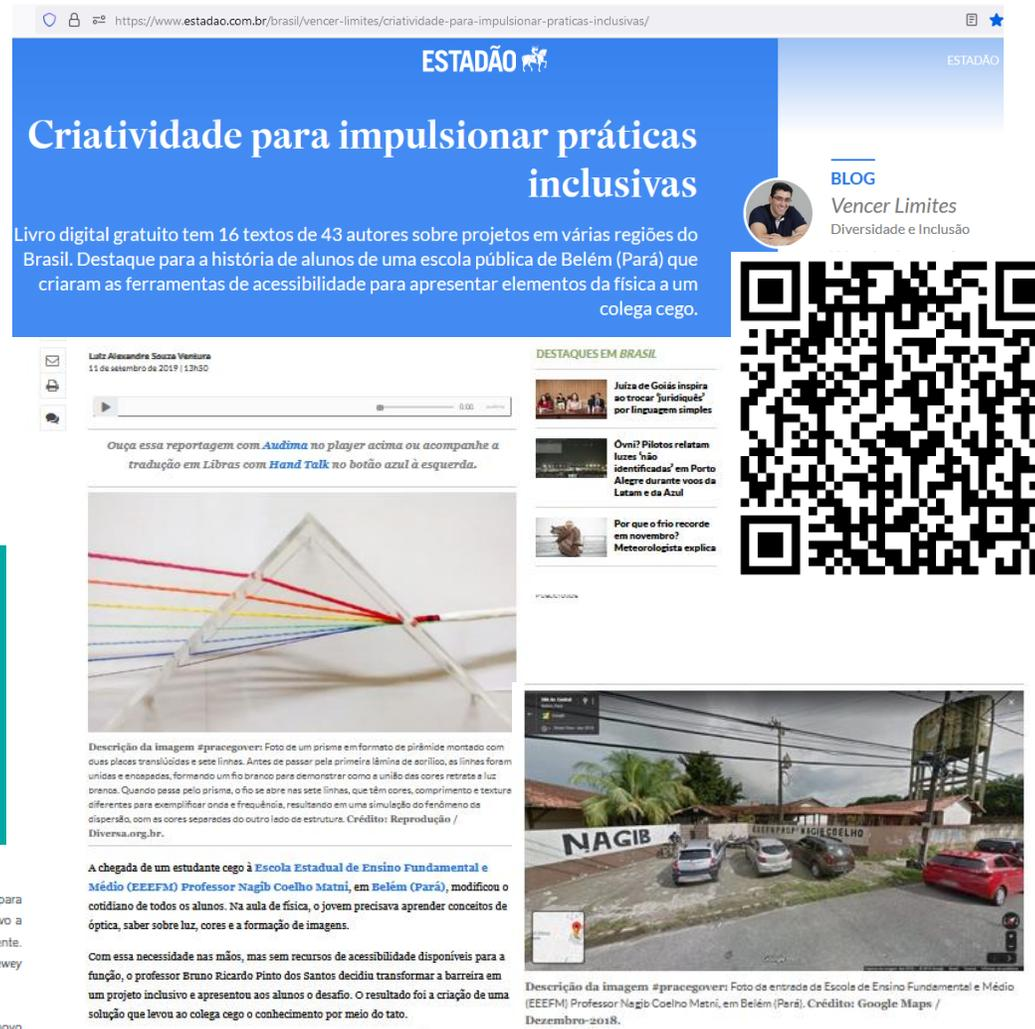 https://www.estadao.com.br/brasil/vencer-limites/criatividade-para-impulsionar-praticas-inclusivas/
ESTADÃO
ESTADÃO
Criatividade para impulsionar práticas
inclusivas
Livro digital gratuito tem 16 textos de 43 autores sobre projetos em várias regiões do
Brasil. Destaque para a história de alunos de uma escola pública de Belém (Pará) que
criaram as ferramentas de acessibilidade para apresentar elementos da física a um
colega cego.
BLOG
Vencer Limites
Diversidade e Inclusão
Luiz Alexandre Souza Ventura
11 de setembro de 2019 | 13h30
0:00
Ouça essa reportagem com Audima no player acima ou acompanhe a
tradução em Libras com Hand Talk no botão azul à esquerda.
DESTAQUES EM BRASIL
Juíza de Goiás inspira
ao trocar 'juridiquês'
por linguagem simples
Óvni? Pilotos relatam
luzes 'não
identificadas' em Porto
Alegre durante voos da
Latam e da Azul
Por que o frio recorde
em novembro?
Meteorologista explica
Descrição da imagem #pracegover: Foto de um prisma em formato de pirâmide montado com
duas placas translúcidas e sete linhas. Antes de passar pela primeira lâmina de acrílico, as linhas foram
unidas e encapadas, formando um fio branco para demonstrar como a união das cores retrata a luz
branca. Quando passa pelo prisma, o fio se abre nas sete linhas, que têm cores, comprimento e textura
diferentes para exemplificar onda e frequência, resultando em uma simulação do fenômeno da
dispersão, com as cores separadas do outro lado da estrutura. Crédito: Reprodução /
Diversa.org.br.
A chegada de um estudante cego à Escola Estadual de Ensino Fundamental e
Médio (EEEFM) Professor Nagib Coelho Matni, em Belém (Pará), modificou o
cotidiano de todos os alunos. Na aula de física, o jovem precisava aprender conceitos de
óptica, saber sobre luz, cores e a formação de imagens.
Com essa necessidade nas mãos, mas sem recursos de acessibilidade disponíveis para a
função, o professor Bruno Ricardo Pinto dos Santos decidiu transformar a barreira em
um projeto inclusivo e apresentou aos alunos o desafio. O resultado foi a criação de uma
solução que levou ao colega cego o conhecimento por meio do tato.
NAGIB
NAGIB COELHO
Descrição da imagem #pracegover: Foto da entrada da Escola de Ensino Fundamental e Médio
(EEEFM) Professor Nagib Coelho Matni, em Belém (Pará). Crédito: Google Maps /
Dezembro-2018.